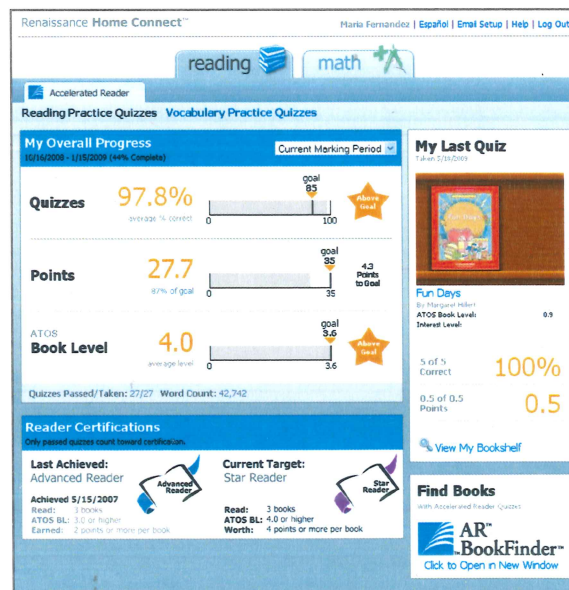 Renaissance Home Connect™
Maria Fernandez | Español | Email Setup | Help | Log Out
reading
math
Accelerated Reader
Reading Practice Quizzes Vocabulary Practice Quizzes
My Overall Progress
10/16/2008 - 1/15/2009 (44% Complete)
Current Marking Period
Quizzes
97.8%
average % correct
goal
85
0
100
Above
Goal
Points
27.7
87% of goal
goal
35
0
35
4.3
Points
to Goal
ATOS
Book Level
4.0
average level
goal
3.6
0
3.6
Above
Goal
Quizzes Passed/Taken: 27/27 Word Count: 42,742
Reader Certifications
Only passed quizzes count toward certification.
Last Achieved:
Advanced Reader
Advanced
Reader
Achieved 5/15/2007
Read: 3 books
ATOS BL: 3.0 or higher
Earned: 2 points or more per book
Current Target:
Star Reader
Star
Reader
Read: 3 books
ATOS BL: 4.0 or higher
Worth: 4 points or more per book
My Last Quiz
Taken 5/19/2009
Fun Days
By Margaret Hillert
ATOS Book Level: 0.9
Interest Level:
5 of 5
Correct
100%
0.5 of 0.5
Points
0.5
View My Bookshelf
Find Books
With Accelerated Reader Quizzes
AR™
BookFinder™
Click to Open in New Window